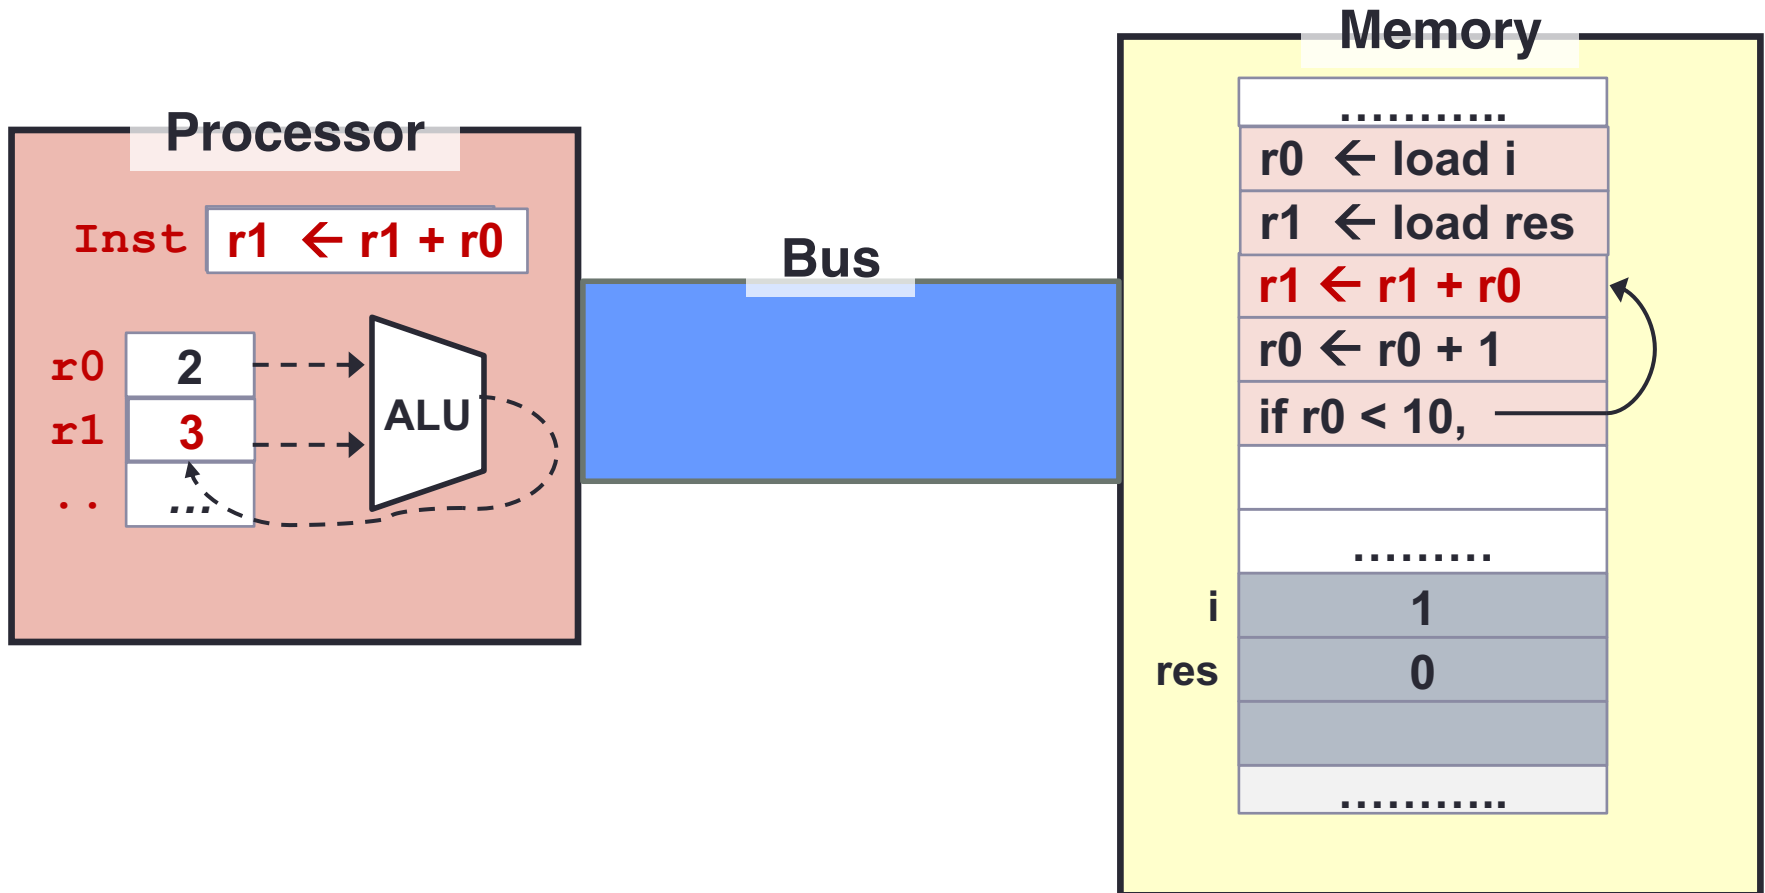 Processor
Inst r1 ← r1 + r0
r0 2
r1 3
.. ...
ALU
Bus
Memory
...........
r0 ← load i
r1 ← load res
r1 ← r1 + r0
r0 ← r0 + 1
if r0 < 10,
.........
i 1
res 0
...........